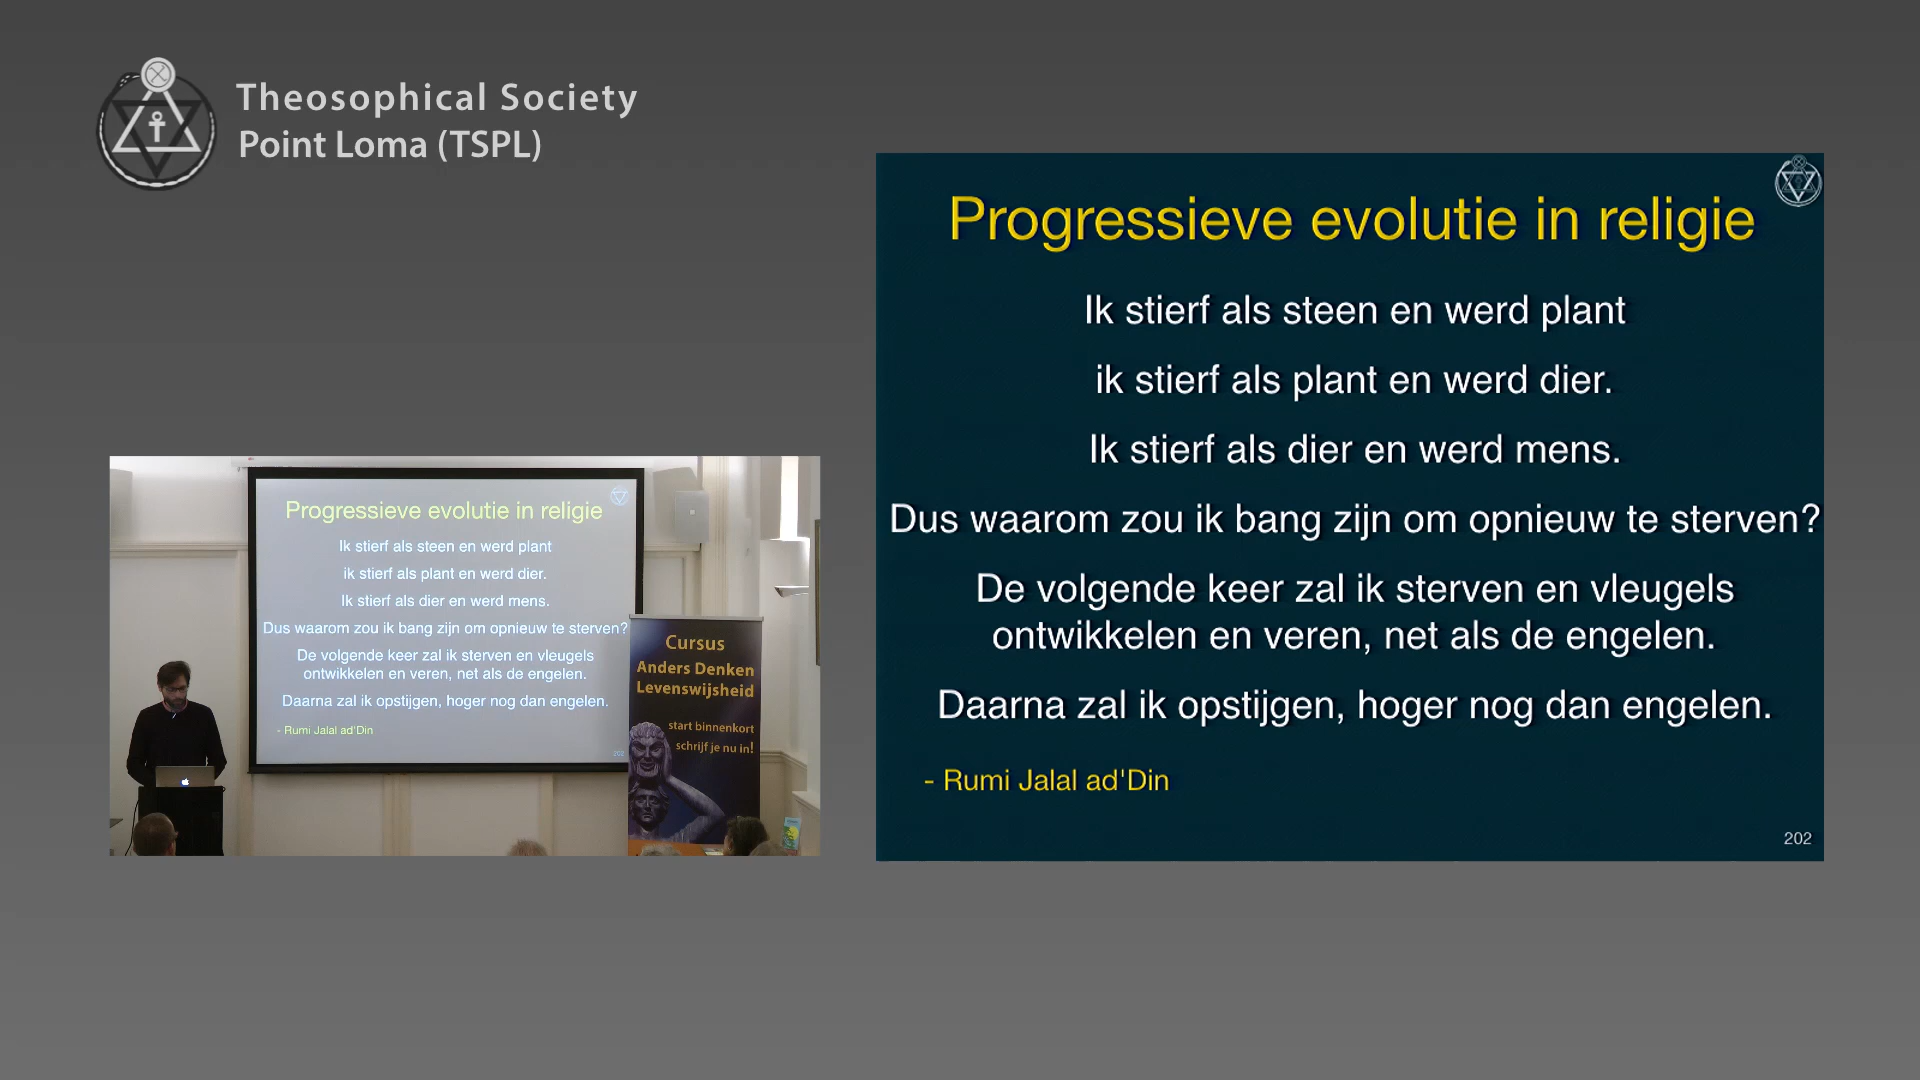 Theosophical Society
Point Loma (TSPL)
Progressieve evolutie in religie
Ik stierf als steen en werd plant
ik stierf als plant en werd dier.
Ik stierf als dier en werd mens.
Dus waarom zou ik bang zijn om opnieuw te sterven?
De volgende keer zal ik sterven en vleugels
ontwikkelen en veren, net als de engelen.
Daarna zal ik opstijgen, hoger nog dan engelen.
- Rumi Jalal ad'Din
202
Progressieve evolutie in religie
Ik stierf als steen en werd plant
ik stierf als plant en werd dier.
Ik stierf als dier en werd mens.
Dus waarom zou ik bang zijn om opnieuw te sterven?
De volgende keer zal ik sterven en vleugels
ontwikkelen en veren, net als de engelen.
Daarna zal ik opstijgen, hoger nog dan engelen.
- Rumi Jalal ad'Din
202
Cursus
Anders Denken
Levenswijsheid
start binnenkort
schrijf je nu in!